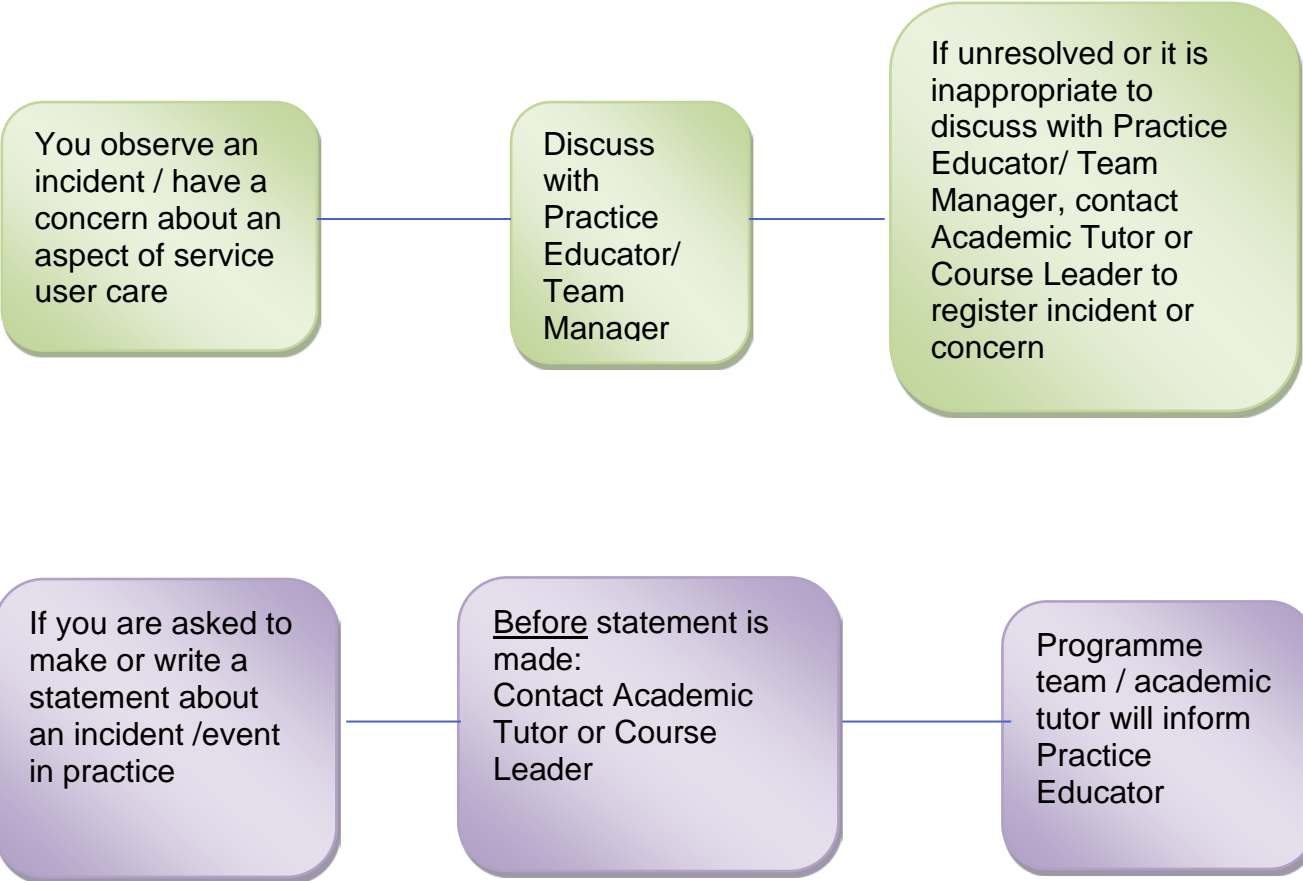 You observe an
incident / have a
concern about an
aspect of service
user care
Discuss
with
Practice
Educator/
Team
Manager
If unresolved or it is
inappropriate to
discuss with Practice
Educator/ Team
Manager, contact
Academic Tutor or
Course Leader to
register incident or
concern
If you are asked to
make or write a
statement about
an incident /event
in practice
Before statement is
made:
Contact Academic
Tutor or Course
Leader
Programme
team / academic
tutor will inform
Practice
Educator